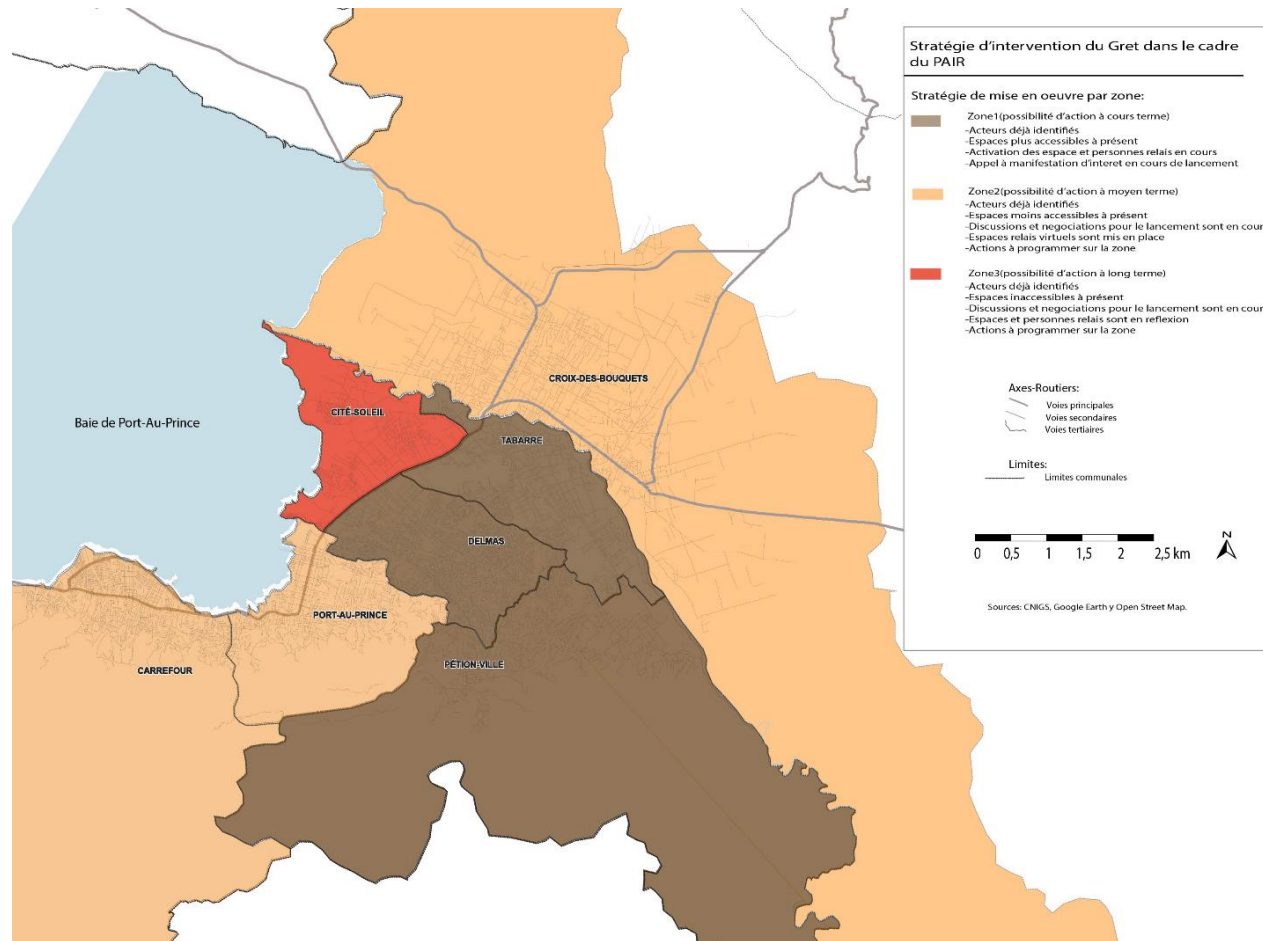 Stratégie d'intervention du Gret dans le cadre
du PAIR
Stratégie de mise en oeuvre par zone:
Zone1(possibilité d'action à cours terme)
-Acteurs déjà identifiés
-Espaces plus accessibles à présent
-Activation des espace et personnes relais en cours
-Appel à manifestation d'interet en cours de lancement
Zone2(possibilité d'action à moyen terme)
-Acteurs déjà identifiés
-Espaces moins accessibles à présent
-Discussions et negociations pour le lancement sont en cour
-Espaces relais virtuels sont mis en place
-Actions à programmer sur la zone
Zone3(possibilité d'action à long terme)
-Acteurs déjà identifiés
-Espaces inaccessibles à présent
-Discussions et negociations pour le lancement sont en cour
-Espaces et personnes relais sont en reflexion
-Actions à programmer sur la zone
Axes-Routiers:
Voies principales
Voies secondaires
Voies tertiaires
Limites:
Limites communales
N
0 0,5 1 1,5 2 2,5 km
Sources: CNIGS, Google Earth y Open Street Map.
CROIX-DES-BOUQUETS
CITÉ-SOLEIL
Baie de Port-Au-Prince
TABARRE
DELMAS
PORT-AU-PRINCE
CARREFOUR
PÉTION-VILLE